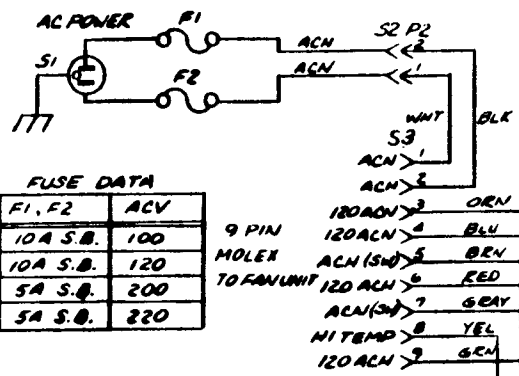 AC POWER
F1
S2 P2
ACN
2
S1
F2
ACN
1
WHT
BLK
S3
ACN 1
ACN 2
120ACN 3 ORN
120ACN 4 BLU
ACN (SW) 5 BRN
120 ACN 6 RED
ACN(SW) 7 GRAY
HI TEMP 8 YEL
120 ACN 9 GRN
9 PIN
MOLEX
TO FAN UNIT
FUSE DATA
F1, F2 ACV
10A S.B. 100
10A S.B. 120
5A S.B. 200
5A S.B. 220